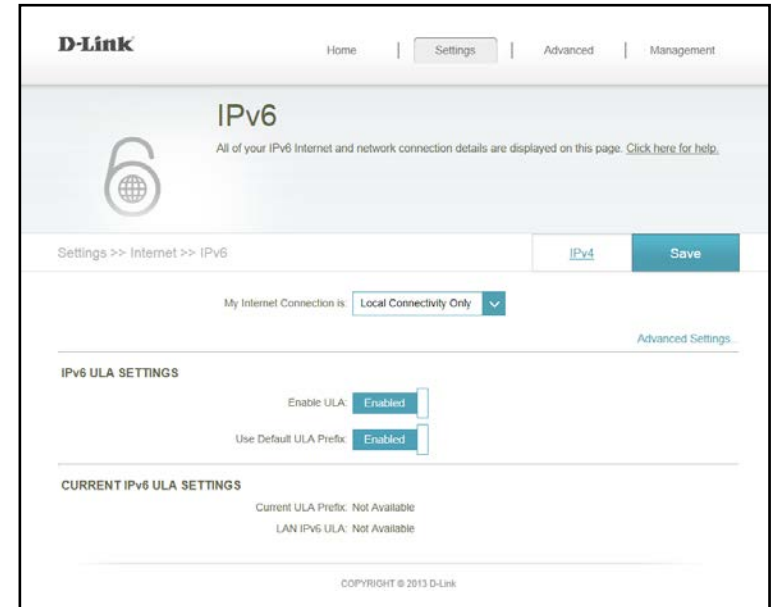 D-Link
Home | Settings | Advanced | Management
IPv6
All of your IPv6 Internet and network connection details are displayed on this page. Click here for help.
Settings >> Internet >> IPv6
IPv4
Save
My Internet Connection is: Local Connectivity Only
Advanced Settings...
IPv6 ULA SETTINGS
Enable ULA: Enabled
Use Default ULA Prefix: Enabled
CURRENT IPv6 ULA SETTINGS
Current ULA Prefix: Not Available
LAN IPv6 ULA: Not Available
COPYRIGHT © 2013 D-Link